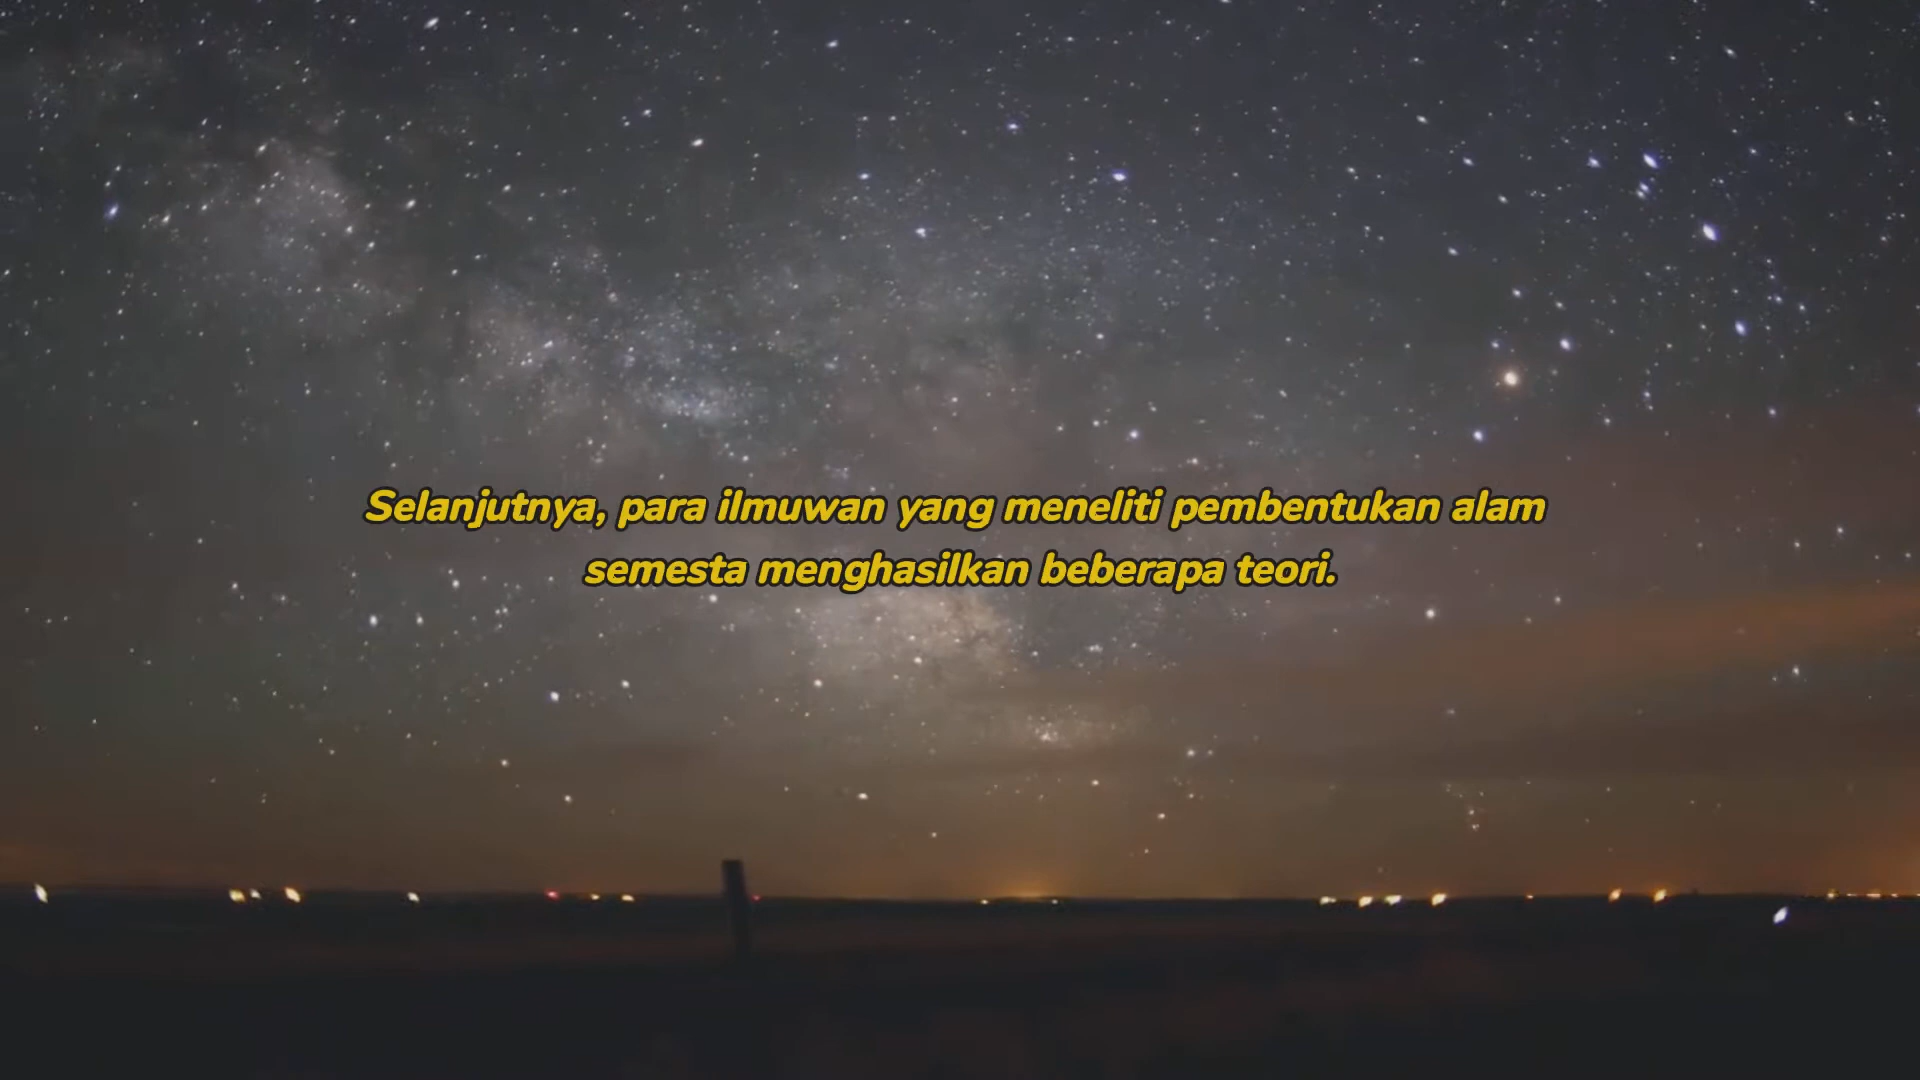 Selanjutnya, para ilmuwan yang meneliti pembentukan alam
semesta menghasilkan beberapa teori.